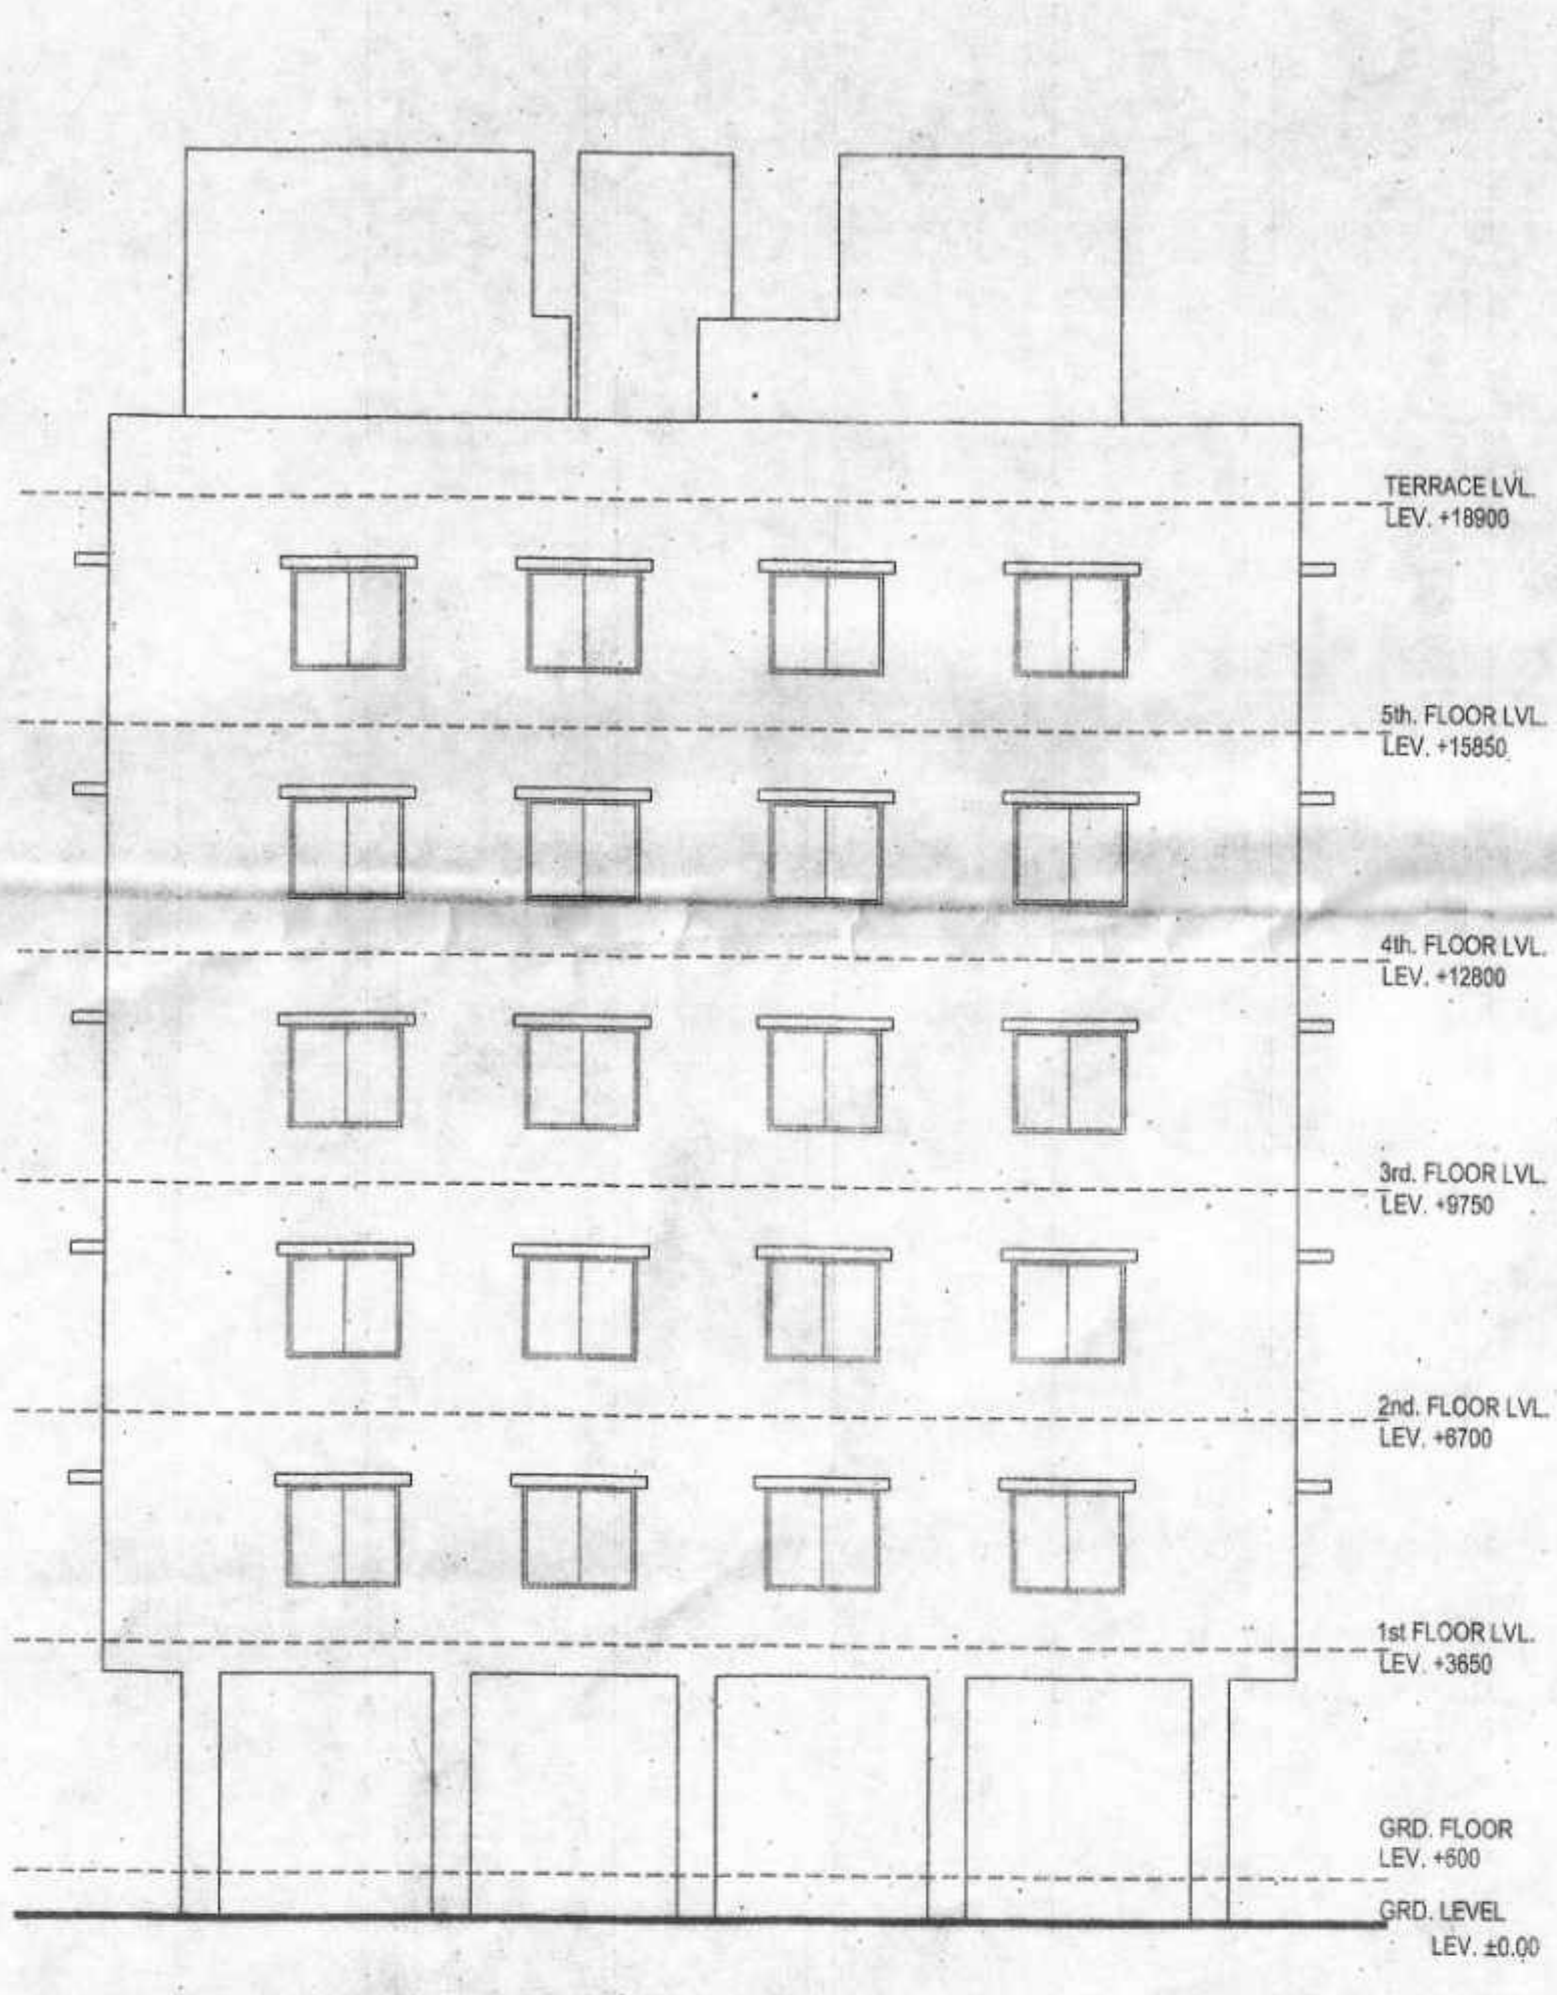 TERRACE LVL.
LEV. +18900
5th. FLOOR LVL.
LEV. +15850
4th. FLOOR LVL.
LEV. +12800
3rd. FLOOR LVL.
LEV. +9750
2nd. FLOOR LVL.
LEV. +6700
1st FLOOR LVL.
LEV. +3650
GRD. FLOOR
LEV. +600
GRD. LEVEL
LEV. ±0.00